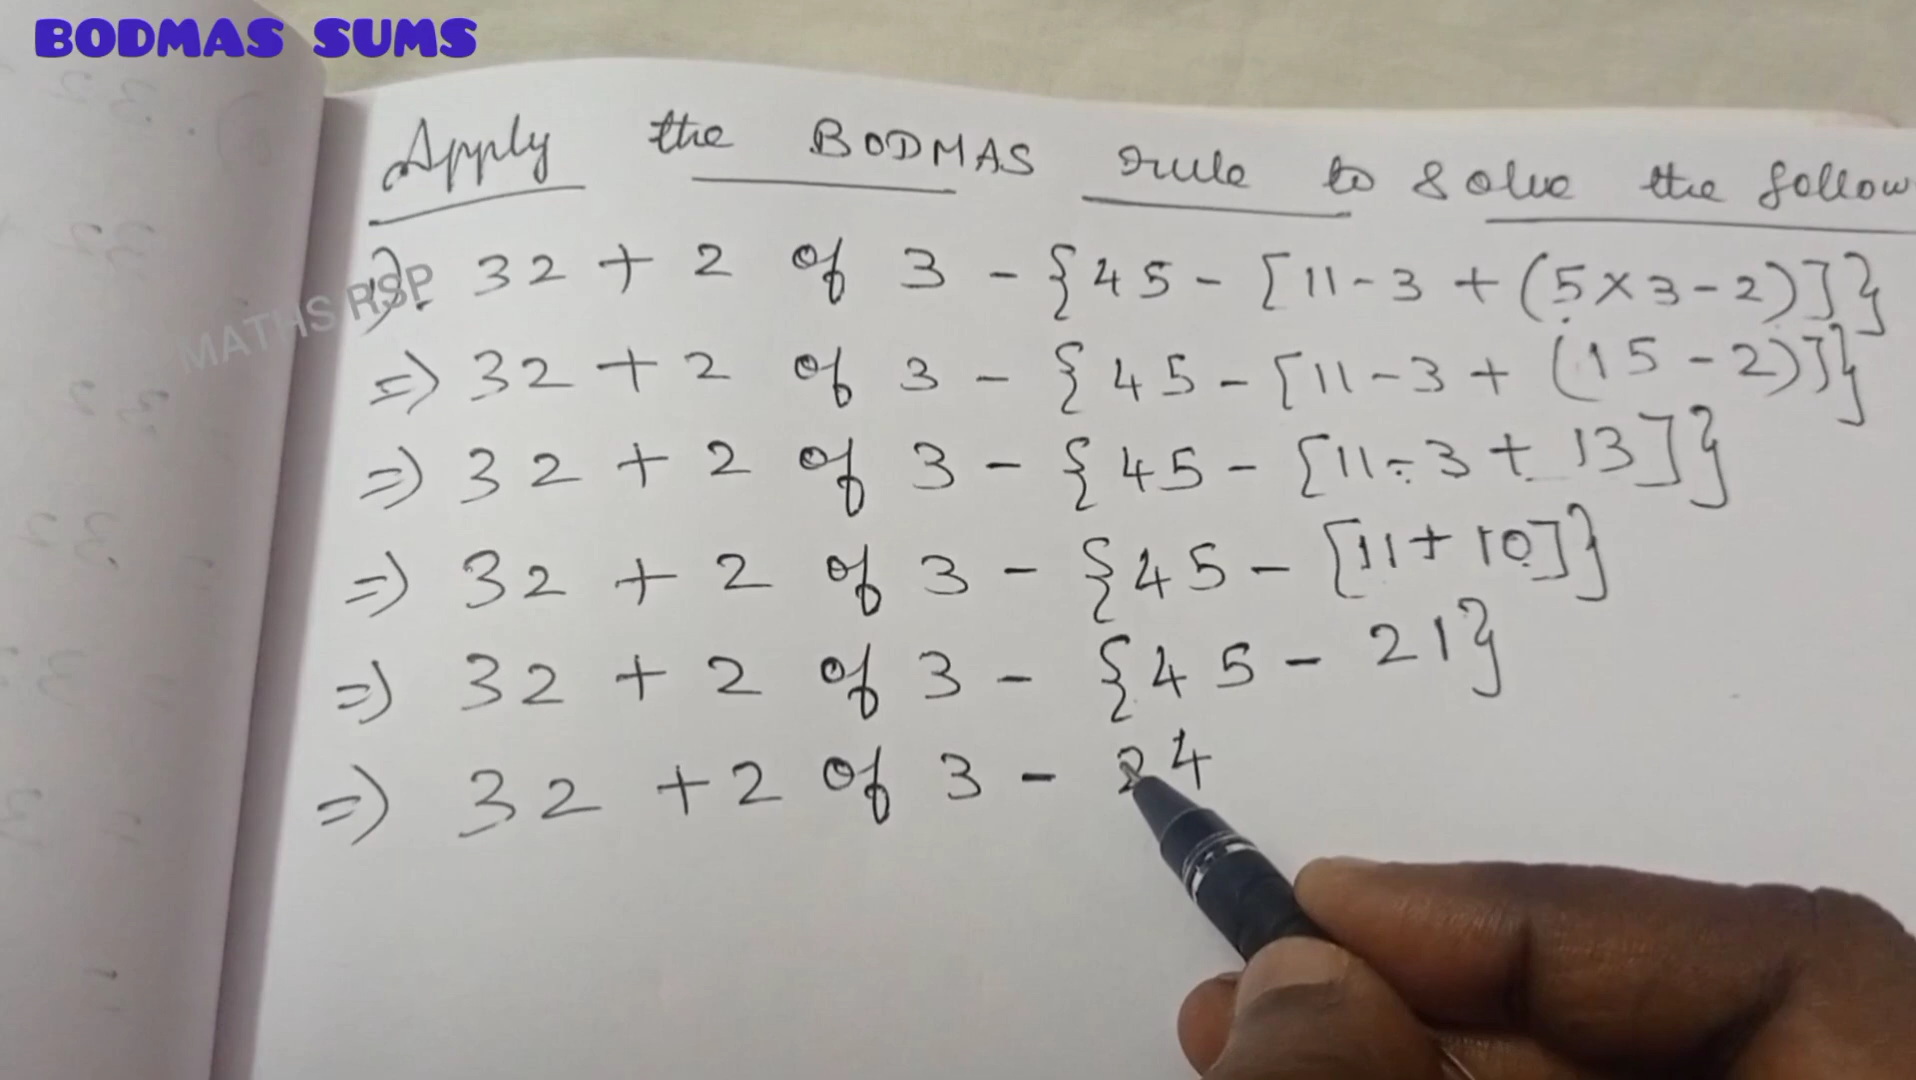 BODMAS SUMS
Apply the BODMAS rule to solve the follow
MATHS RSP
1). 32 + 2 of 3 - {45 - [11 - 3 + (5 × 3 - 2)]}
=) 32 + 2 of 3 - {45 - [11 - 3 + (15 - 2)]}
=) 32 + 2 of 3 - {45 - [11 - 3 + 13]}
=) 32 + 2 of 3 - {45 - [11 + 10]}
=) 32 + 2 of 3 - {45 - 21}
=) 32 + 2 of 3 - 24